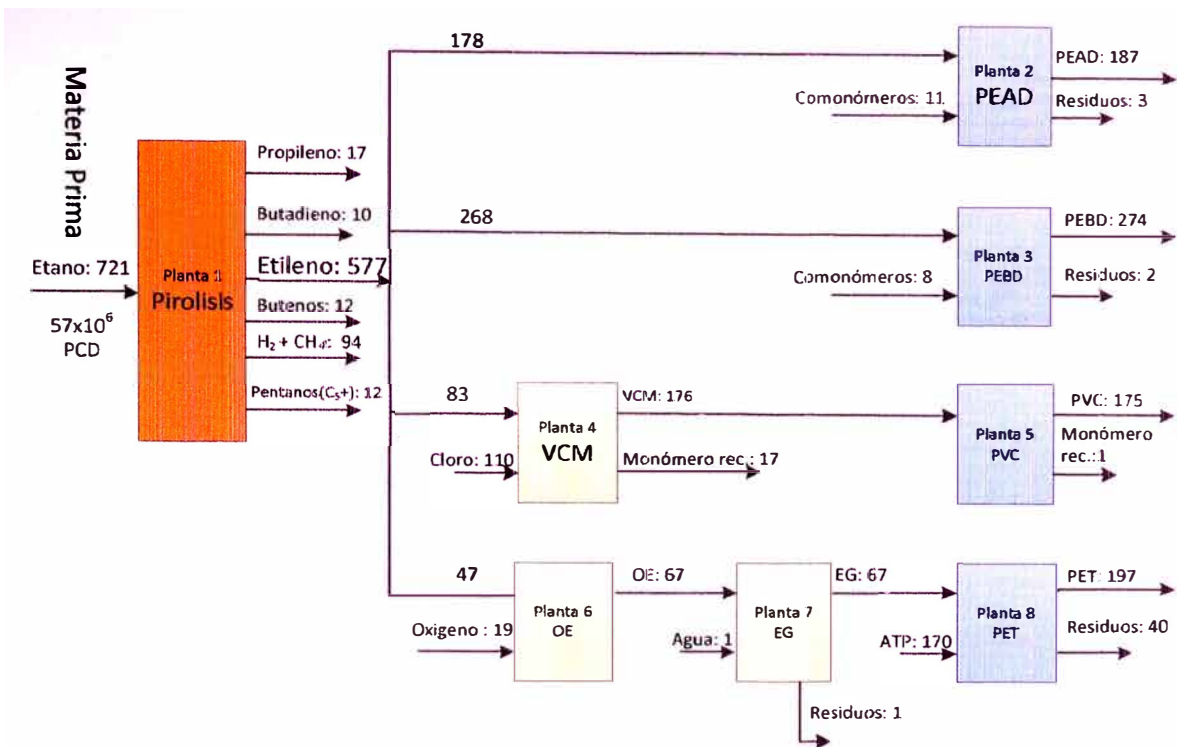 Materia Prima
Etano: 721
57x10⁶
PCD
Planta 1
Pirolisis
Propileno: 17
Butadieno: 10
Etileno: 577
Butenos: 12
H₂ + CH₄: 94
Pentanos(C₅+): 12
178
Comonómeros: 11
Planta 2
PEAD
PEAD: 187
Residuos: 3
268
Comonómeros: 8
Planta 3
PEBD
PEBD: 274
Residuos: 2
83
Cloro: 110
Planta 4
VCM
VCM: 176
Monómero rec.: 17
Planta 5
PVC
PVC: 175
Monómero
rec.:1
47
Oxigeno : 19
Planta 6
OE
OE: 67
Agua: 1
Planta 7
EG
Residuos: 1
EG: 67
ATP: 170
Planta 8
PET
PET: 197
Residuos: 40